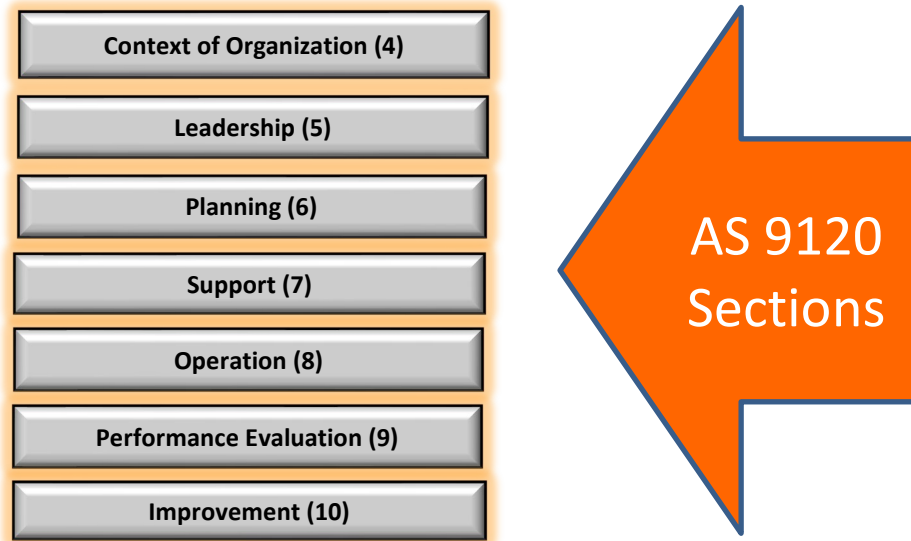 Context of Organization (4)
Leadership (5)
Planning (6)
Support (7)
Operation (8)
Performance Evaluation (9)
Improvement (10)
AS 9120
Sections